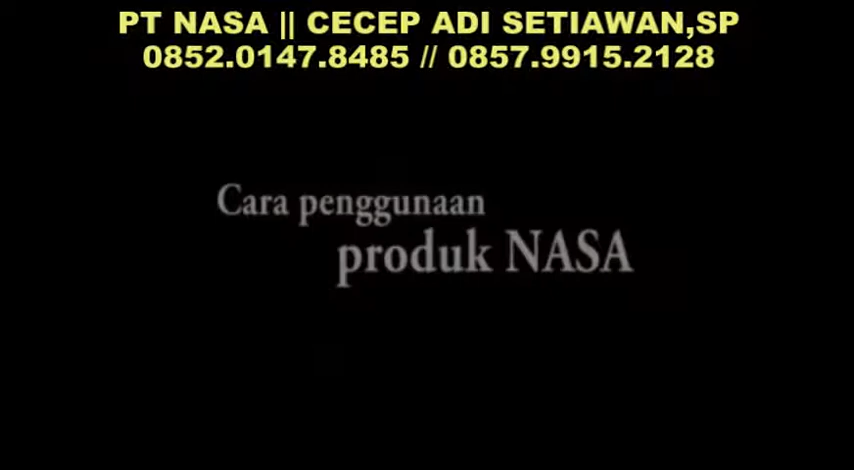 PT NASA || CECEP ADI SETIAWAN,SP
0852.0147.8485 // 0857.9915.2128
Cara penggunaan
produk NASA